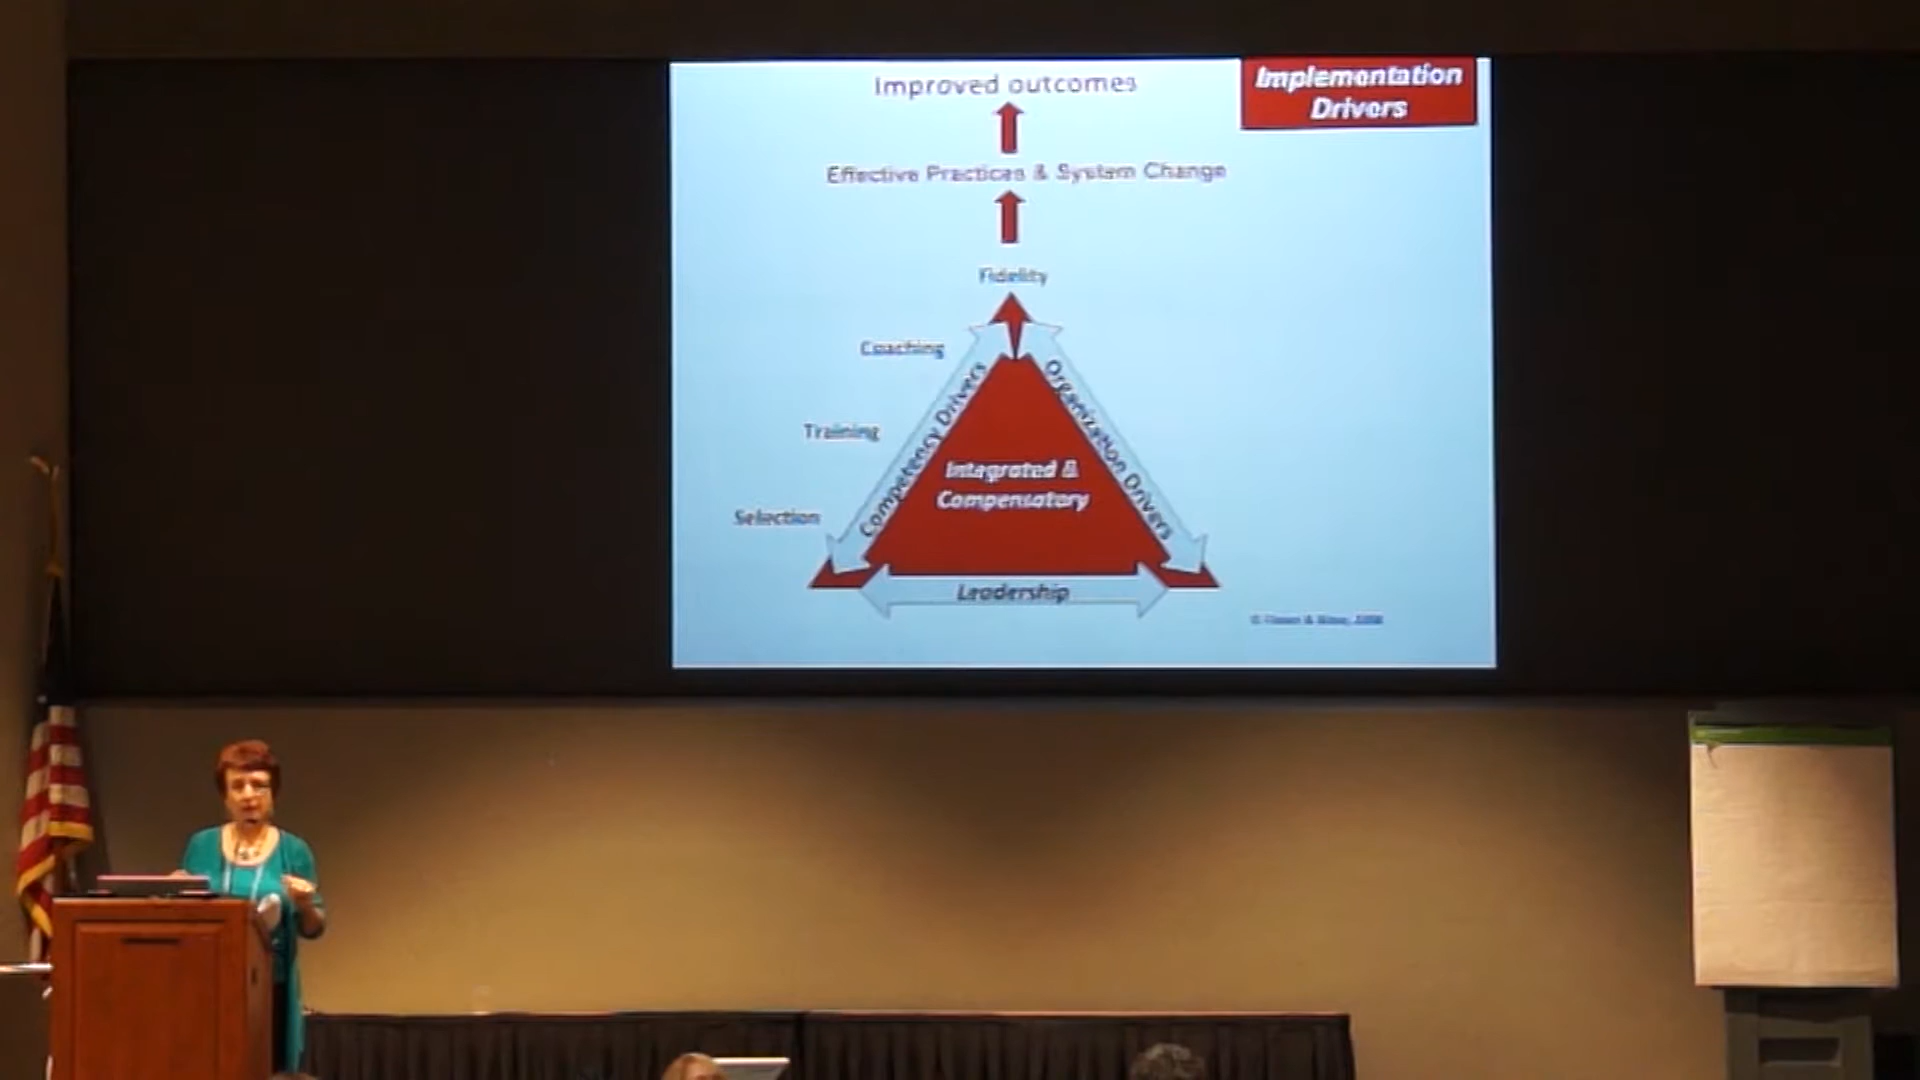 Improved outcomes
Implementation
Drivers
Effective Practices & System Change
Fidelity
Coaching
Training
Selection
Competency Drivers
Organization Drivers
Integrated &
Compensatory
Leadership
©